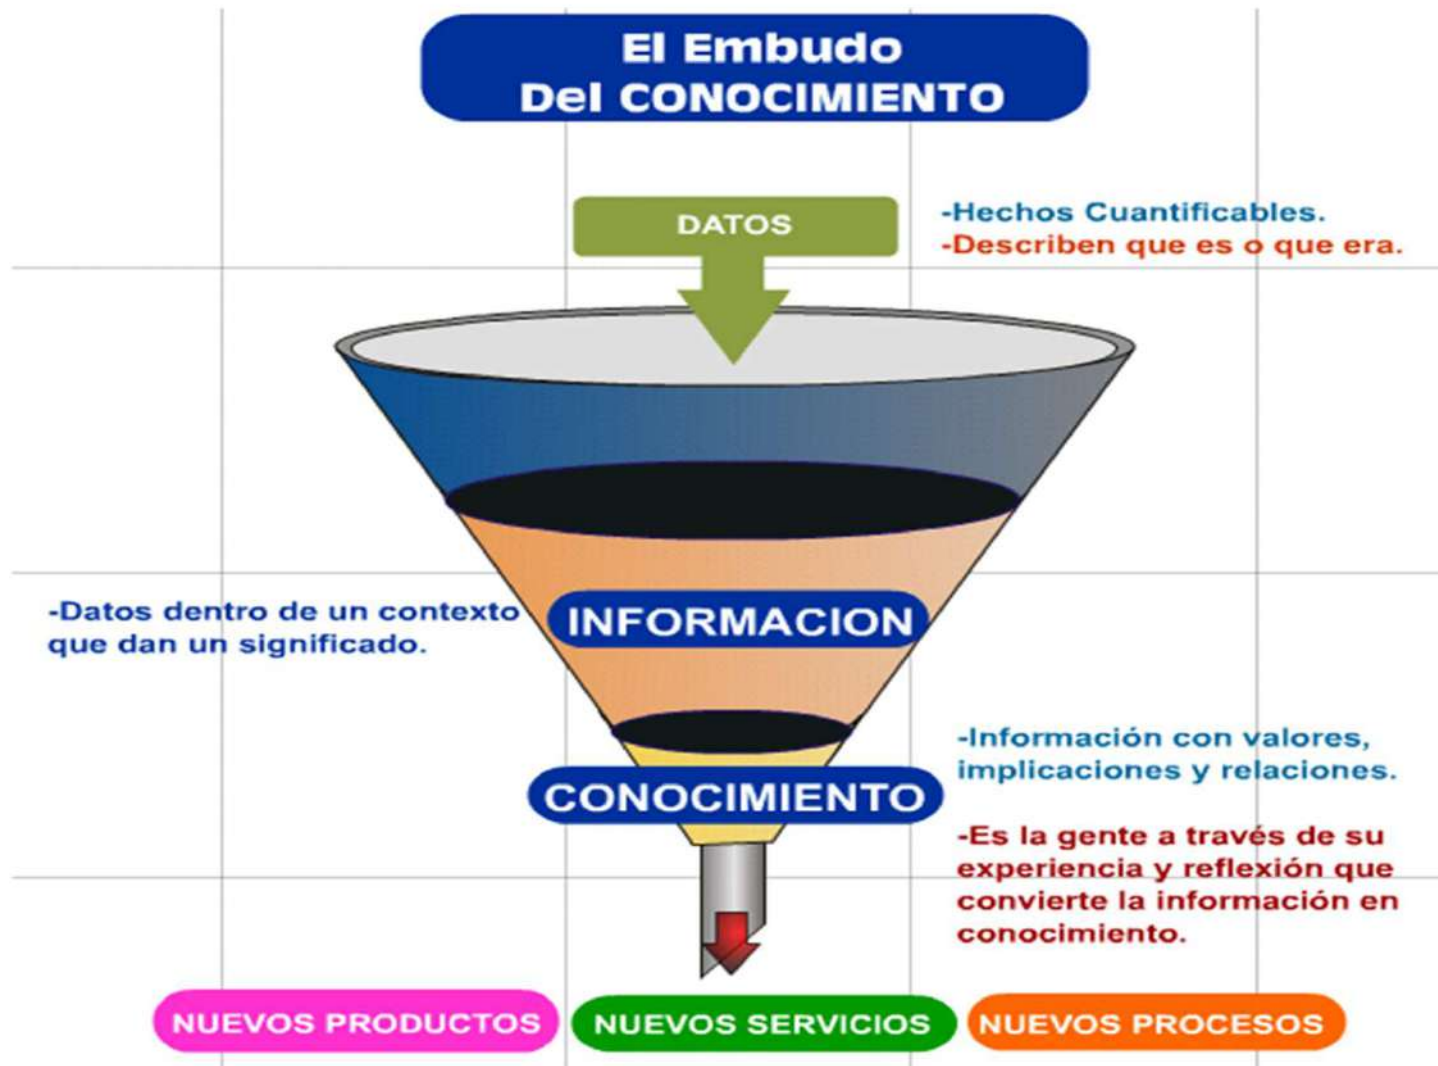 El Embudo
Del CONOCIMIENTO
DATOS
-Hechos Cuantificables.
-Describen que es o que era.
-Datos dentro de un contexto
que dan un significado.
INFORMACION
-Información con valores,
implicaciones y relaciones.
CONOCIMIENTO
-Es la gente a través de su
experiencia y reflexión que
convierte la información en
conocimiento.
NUEVOS PRODUCTOS
NUEVOS SERVICIOS
NUEVOS PROCESOS